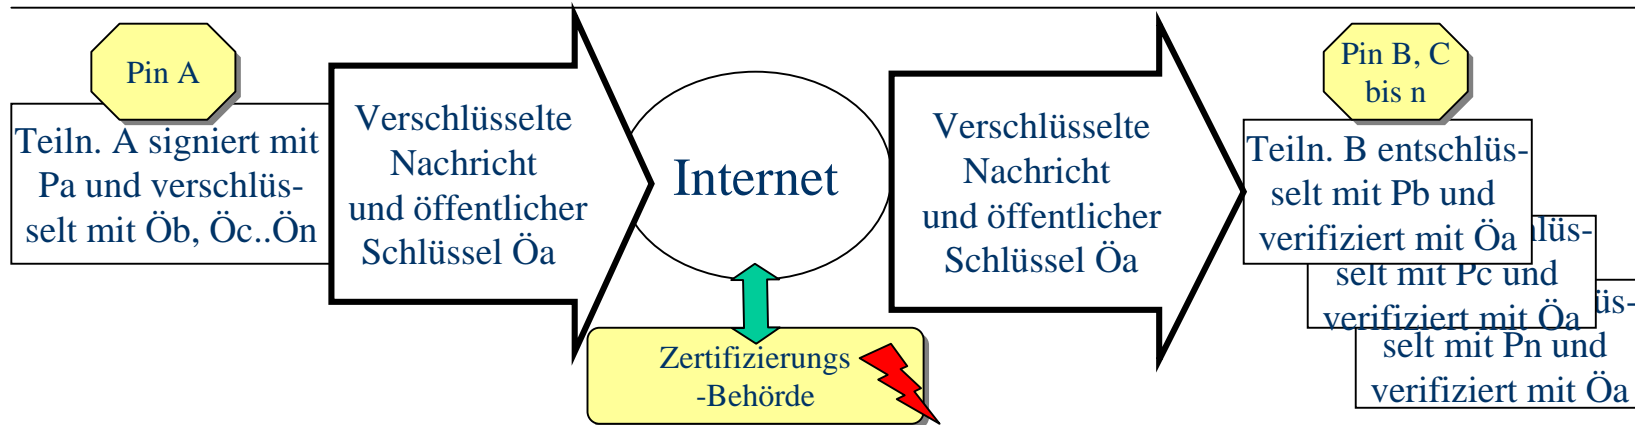 Pin A
Teiln. A signiert mit
Pa und verschlüs-
selt mit Öb, Öc..Ön
Verschlüsselte
Nachricht
und öffentlicher
Schlüssel Öa
Internet
Zertifizierungs
-Behörde
Verschlüsselte
Nachricht
und öffentlicher
Schlüssel Öa
Pin B, C
bis n
Teiln. B entschlüs-
selt mit Pb und
verifiziert mit Öa
selt mit Pc und
verifiziert mit Öa
selt mit Pn und
verifiziert mit Öa